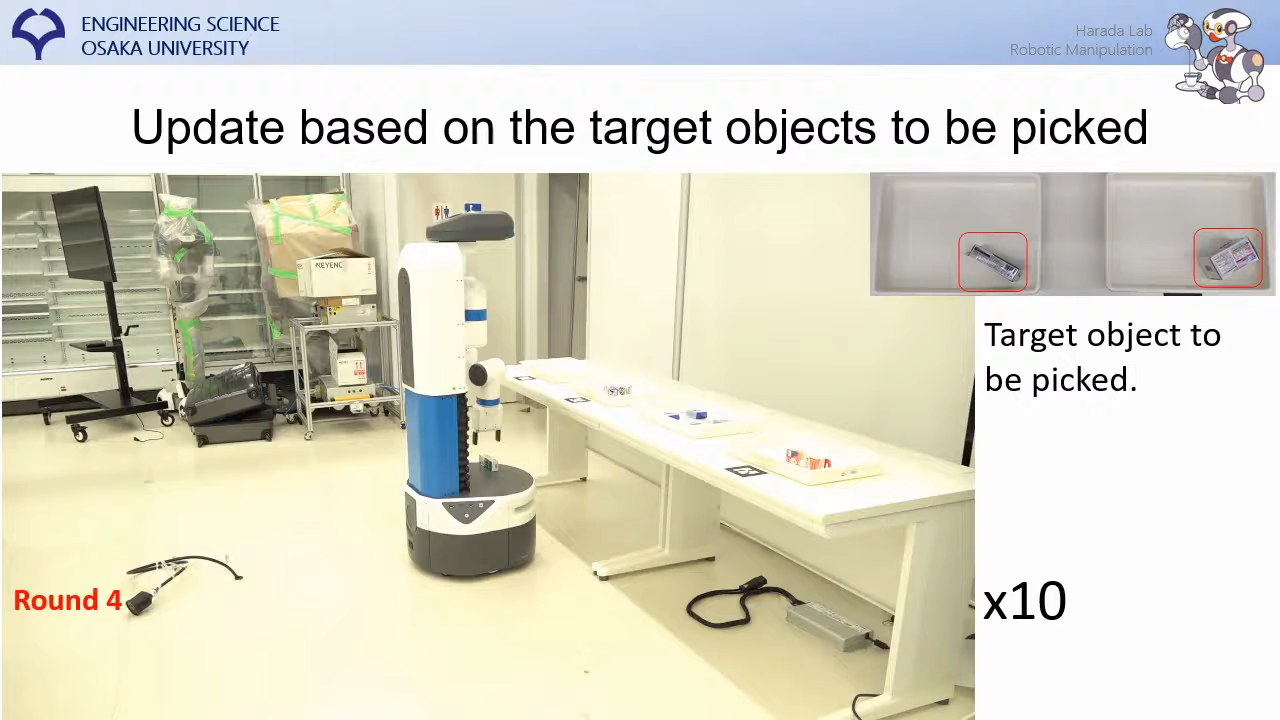 ENGINEERING SCIENCE
OSAKA UNIVERSITY
Harada Lab
Robotic Manipulation
Update based on the target objects to be picked
KEYENC
Target object to
be picked.
Round 4
x10